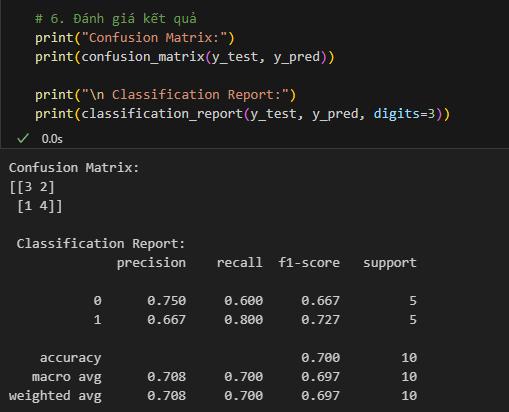 # 6. Đánh giá kết quả
print("Confusion Matrix:")
print(confusion_matrix(y_test, y_pred))
print("\n Classification Report:")
print(classification_report(y_test, y_pred, digits=3))
✓ 0.0s
Confusion Matrix:
[[3 2]
 [1 4]]
 Classification Report:
              precision    recall  f1-score   support
           0      0.750     0.600     0.667         5
           1      0.667     0.800     0.727         5
    accuracy                          0.700        10
   macro avg      0.708     0.700     0.697        10
weighted avg      0.708     0.700     0.697        10